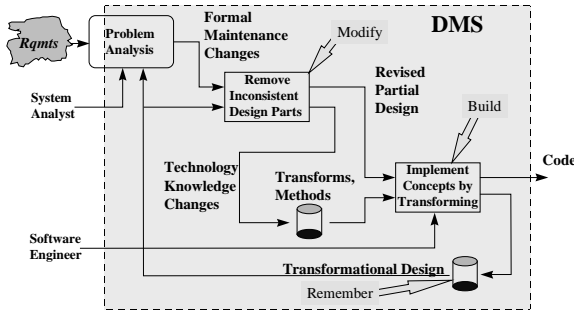 DMS
Rqmts
Problem
Analysis
Formal
Maintenance
Changes
Modify
System
Analyst
Remove
Inconsistent
Design Parts
Revised
Partial
Design
Build
Technology
Knowledge
Changes
Transforms,
Methods
Implement
Concepts by
Transforming
Code
Software
Engineer
Transformational Design
Remember